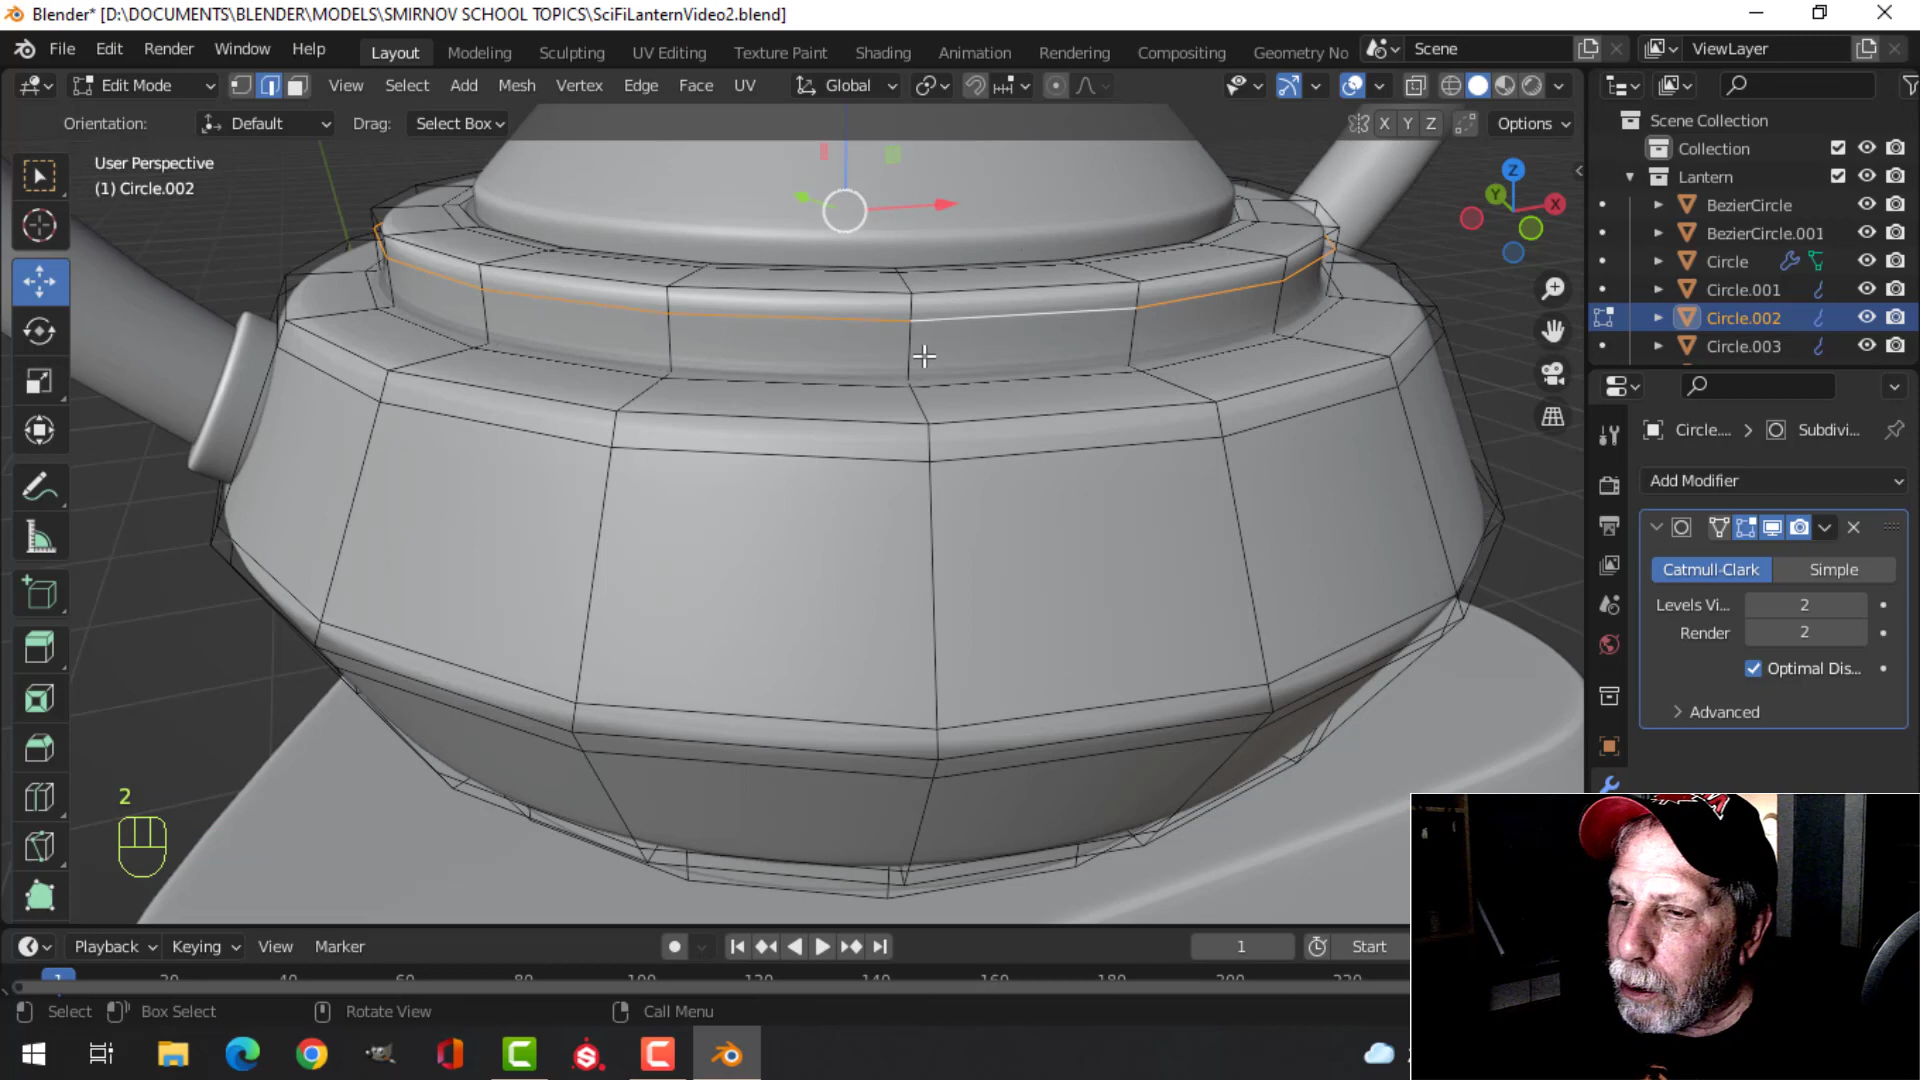 Blender* [D:\DOCUMENTS\BLENDER\MODELS\SMIRNOV SCHOOL TOPICS\SciFiLanternVideo2.blend]
File Edit Render Window Help Layout Modeling Sculpting UV Editing Texture Paint Shading Animation Rendering Compositing Geometry No Scene ViewLayer
Edit Mode View Select Add Mesh Vertex Edge Face UV Global
Orientation: Default Drag: Select Box X Y Z Options
Scene Collection
Collection
Lantern
BezierCircle
BezierCircle.001
Circle
Circle.001
Circle.002
Circle.003
User Perspective
(1) Circle.002
Z
Y
X
Circle.... > Subdivi...
Add Modifier
Catmull-Clark Simple
Levels Vi... 2
Render 2
Optimal Dis...
Advanced
2
Playback Keying View Marker 1 Start
1
Select Box Select Rotate View Call Menu